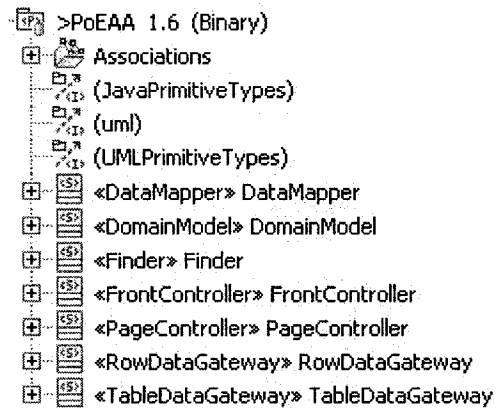 >PoEAA 1.6 (Binary)
Associations
(JavaPrimitiveTypes)
(uml)
(UMLPrimitiveTypes)
«DataMapper» DataMapper
«DomainModel» DomainModel
«Finder» Finder
«FrontController» FrontController
«PageController» PageController
«RowDataGateway» RowDataGateway
«TableDataGateway» TableDataGateway